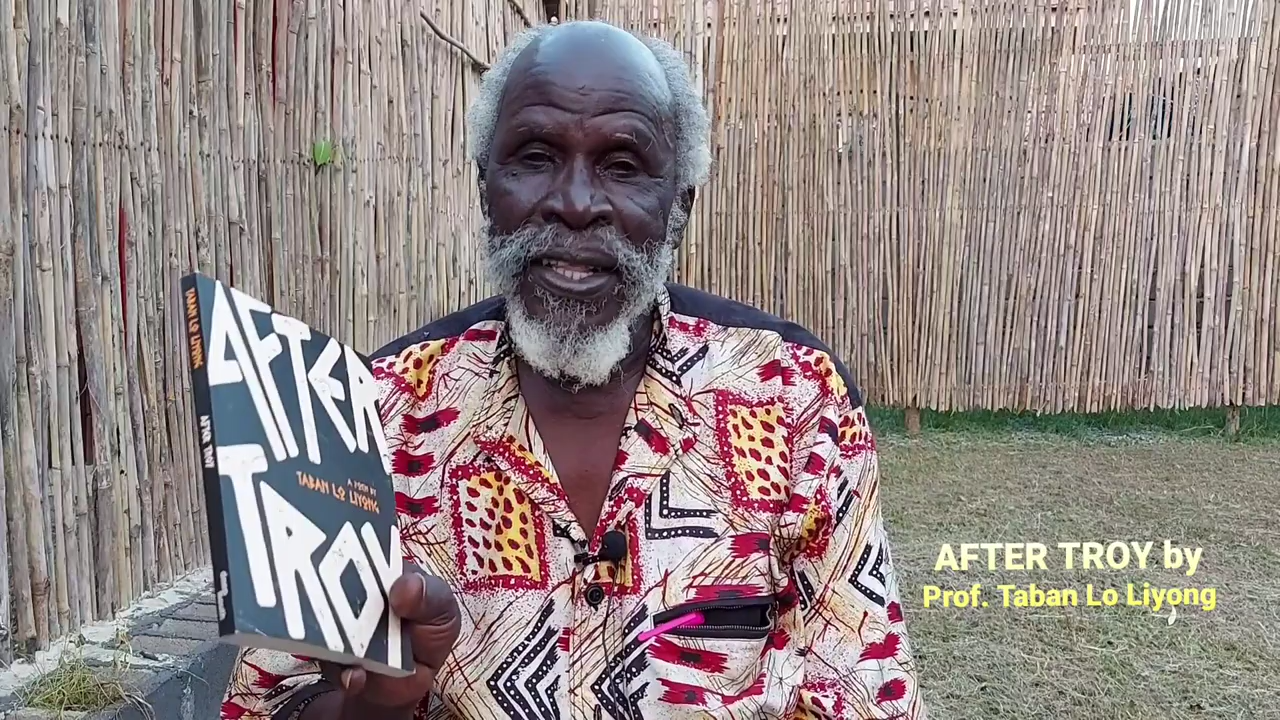 TABAN LO LIYONG
AFTER TROY
AFTER
TROY
A POEM BY
TABAN LO LIYONG
AFTER TROY by
Prof. Taban Lo Liyong